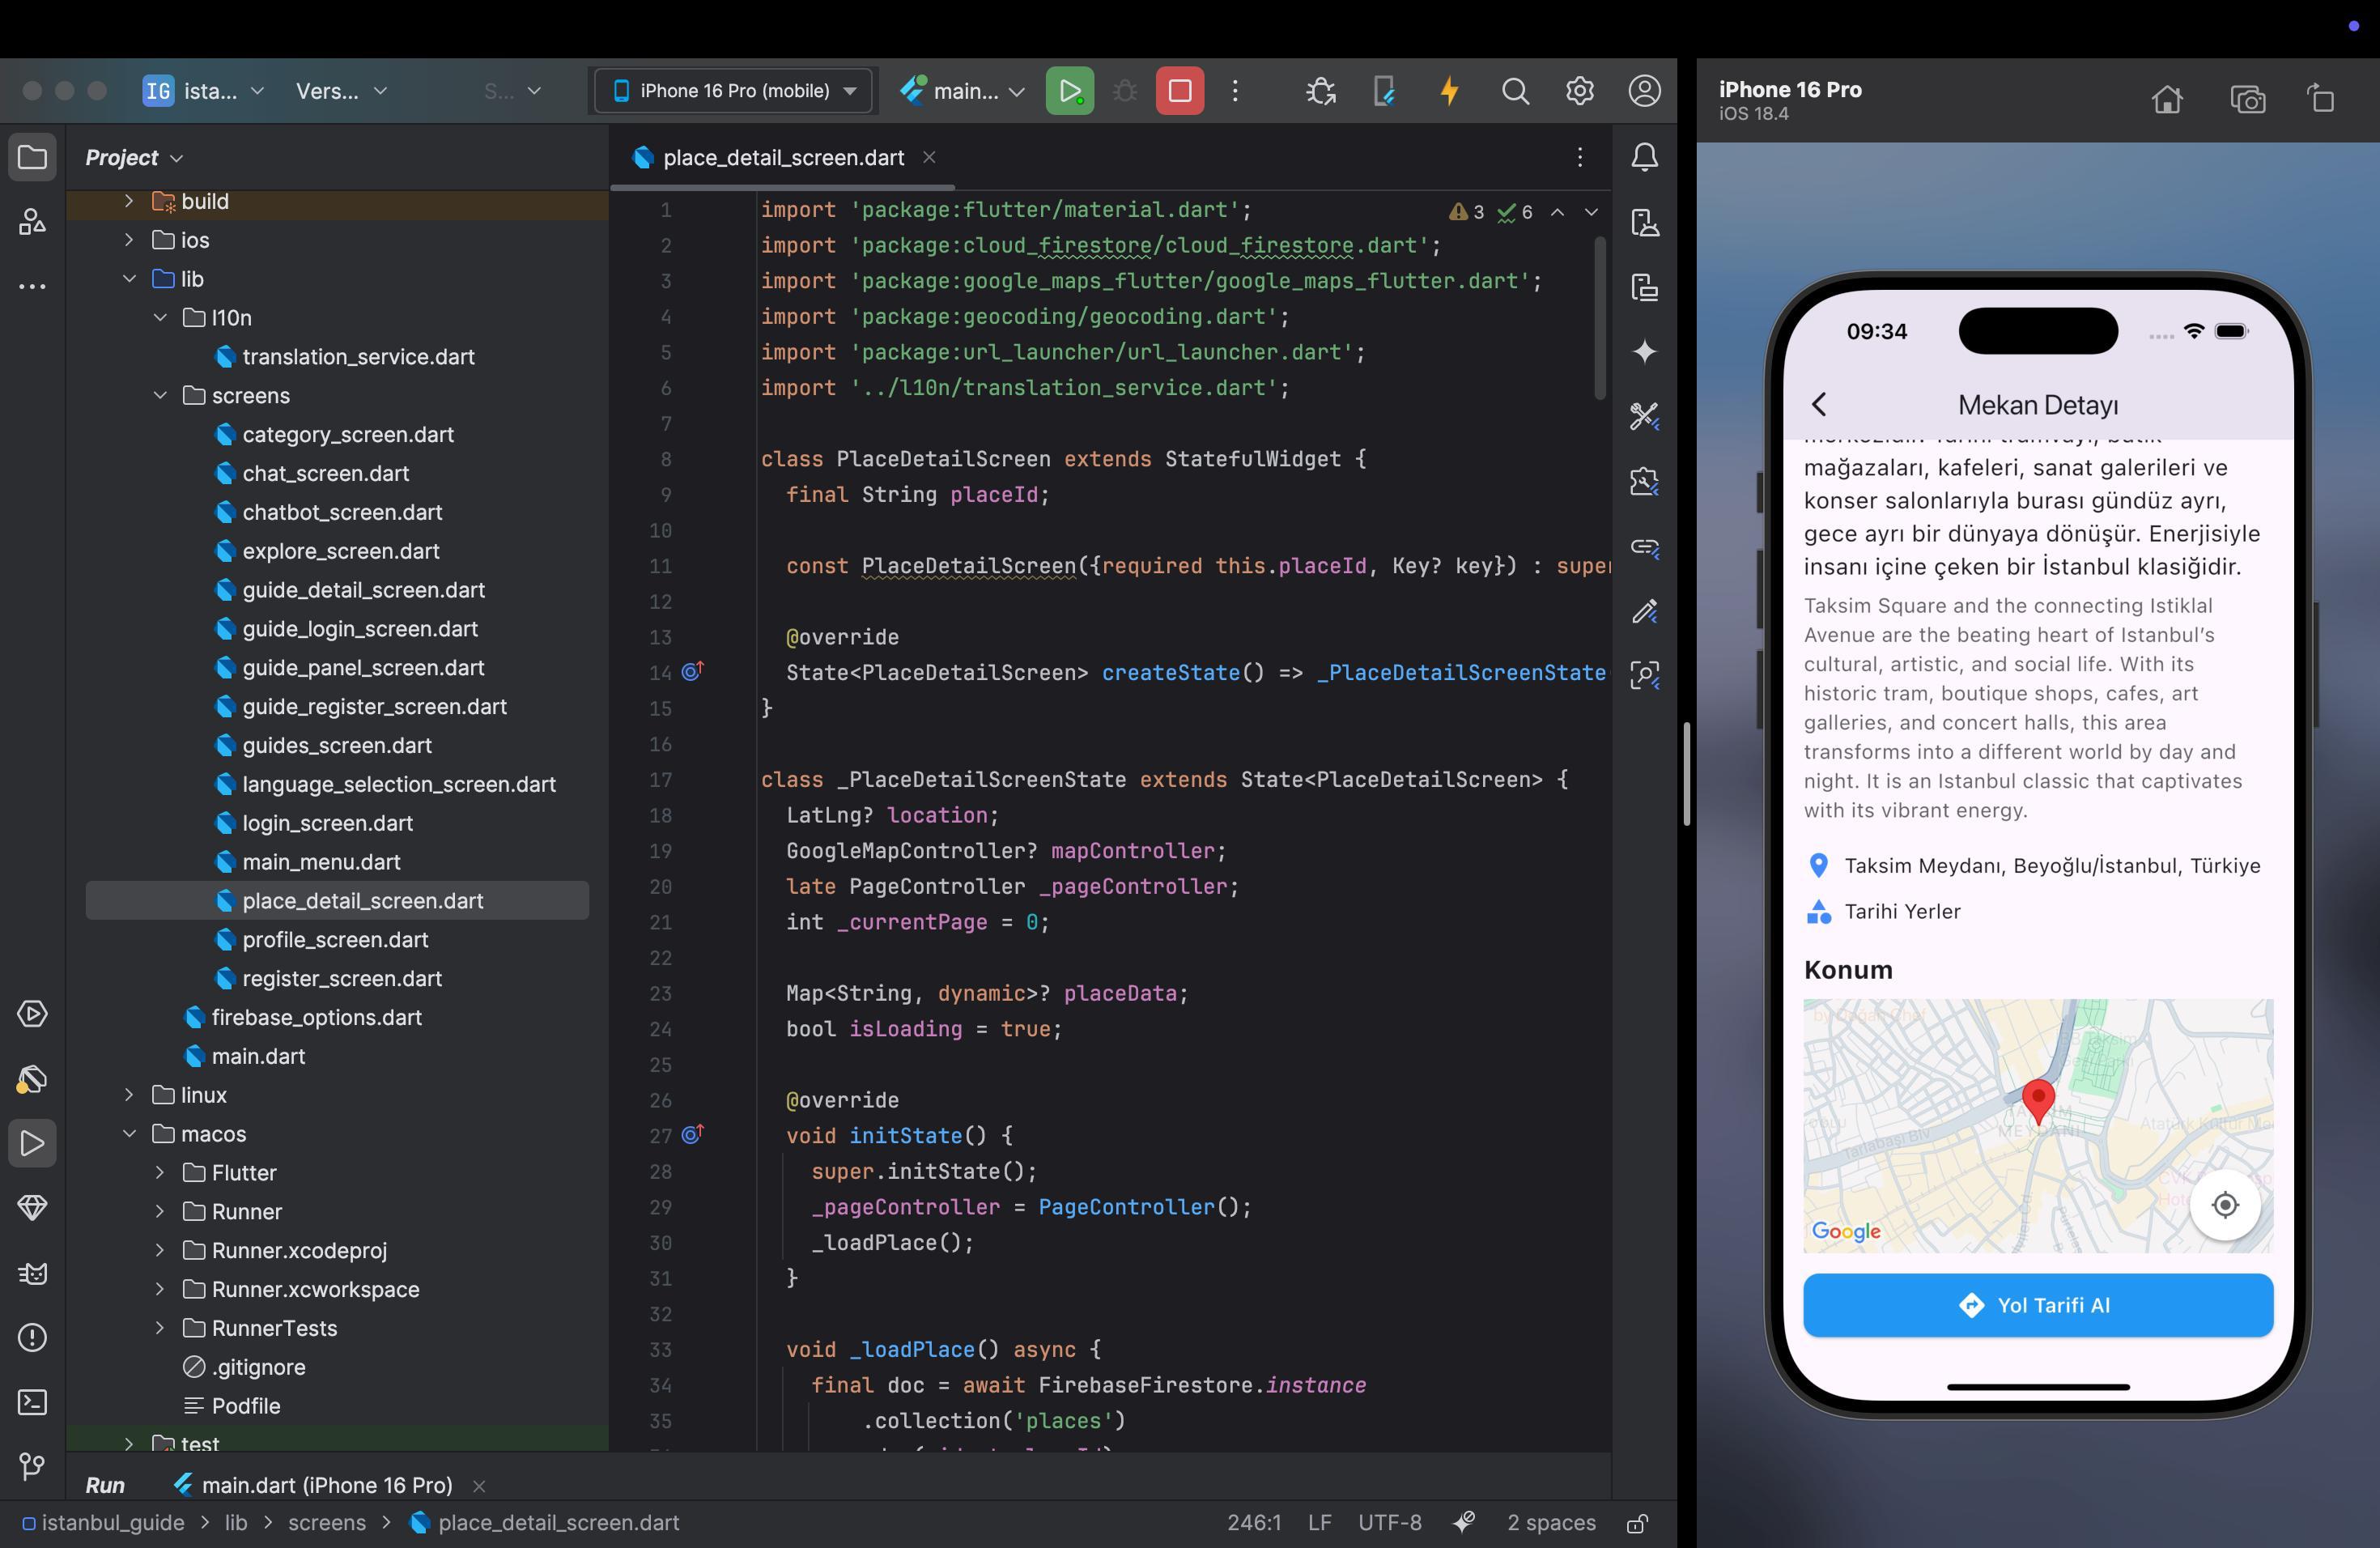 IG ista...
Vers...
S...
iPhone 16 Pro (mobile)
main...
Project
build
ios
lib
l10n
translation_service.dart
screens
category_screen.dart
chat_screen.dart
chatbot_screen.dart
explore_screen.dart
guide_detail_screen.dart
guide_login_screen.dart
guide_panel_screen.dart
guide_register_screen.dart
guides_screen.dart
language_selection_screen.dart
login_screen.dart
main_menu.dart
place_detail_screen.dart
profile_screen.dart
register_screen.dart
firebase_options.dart
main.dart
linux
macos
Flutter
Runner
Runner.xcodeproj
Runner.xcworkspace
RunnerTests
.gitignore
Podfile
test
place_detail_screen.dart
3 6
1 import 'package:flutter/material.dart';
2 import 'package:cloud_firestore/cloud_firestore.dart';
3 import 'package:google_maps_flutter/google_maps_flutter.dart';
4 import 'package:geocoding/geocoding.dart';
5 import 'package:url_launcher/url_launcher.dart';
6 import '../l10n/translation_service.dart';
7
8 class PlaceDetailScreen extends StatefulWidget {
9 final String placeId;
10
11 const PlaceDetailScreen({required this.placeId, Key? key}) : super
12
13 @override
14 State<PlaceDetailScreen> createState() => _PlaceDetailScreenState
15 }
16
17 class _PlaceDetailScreenState extends State<PlaceDetailScreen> {
18 LatLng? location;
19 GoogleMapController? mapController;
20 late PageController _pageController;
21 int _currentPage = 0;
22
23 Map<String, dynamic>? placeData;
24 bool isLoading = true;
25
26 @override
27 void initState() {
28 super.initState();
29 _pageController = PageController();
30 _loadPlace();
31 }
32
33 void _loadPlace() async {
34 final doc = await FirebaseFirestore.instance
35 .collection('places')
Run
main.dart (iPhone 16 Pro)
istanbul_guide > lib > screens > place_detail_screen.dart
246:1 LF UTF-8 2 spaces
iPhone 16 Pro
iOS 18.4
09:34
Mekan Detayı
mağazaları, kafeleri, sanat galerileri ve
konser salonlarıyla burası gündüz ayrı,
gece ayrı bir dünyaya dönüşür. Enerjisiyle
insanı içine çeken bir İstanbul klasiğidir.
Taksim Square and the connecting Istiklal
Avenue are the beating heart of Istanbul's
cultural, artistic, and social life. With its
historic tram, boutique shops, cafes, art
galleries, and concert halls, this area
transforms into a different world by day and
night. It is an Istanbul classic that captivates
with its vibrant energy.
Taksim Meydanı, Beyoğlu/İstanbul, Türkiye
Tarihi Yerler
Konum
Tarlabaşı Blv
MEYDANI
Google
Yol Tarifi Al